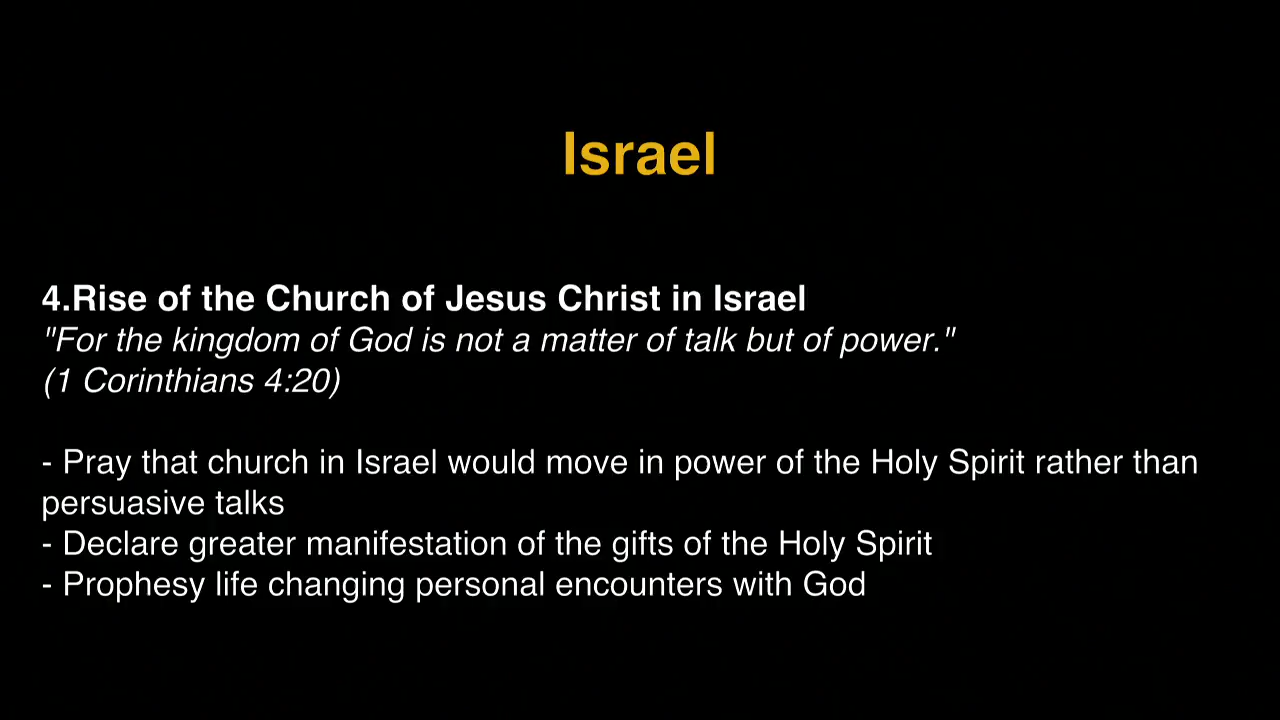 Israel
4.Rise of the Church of Jesus Christ in Israel
"For the kingdom of God is not a matter of talk but of power."
(1 Corinthians 4:20)
- Pray that church in Israel would move in power of the Holy Spirit rather than
persuasive talks
- Declare greater manifestation of the gifts of the Holy Spirit
- Prophesy life changing personal encounters with God